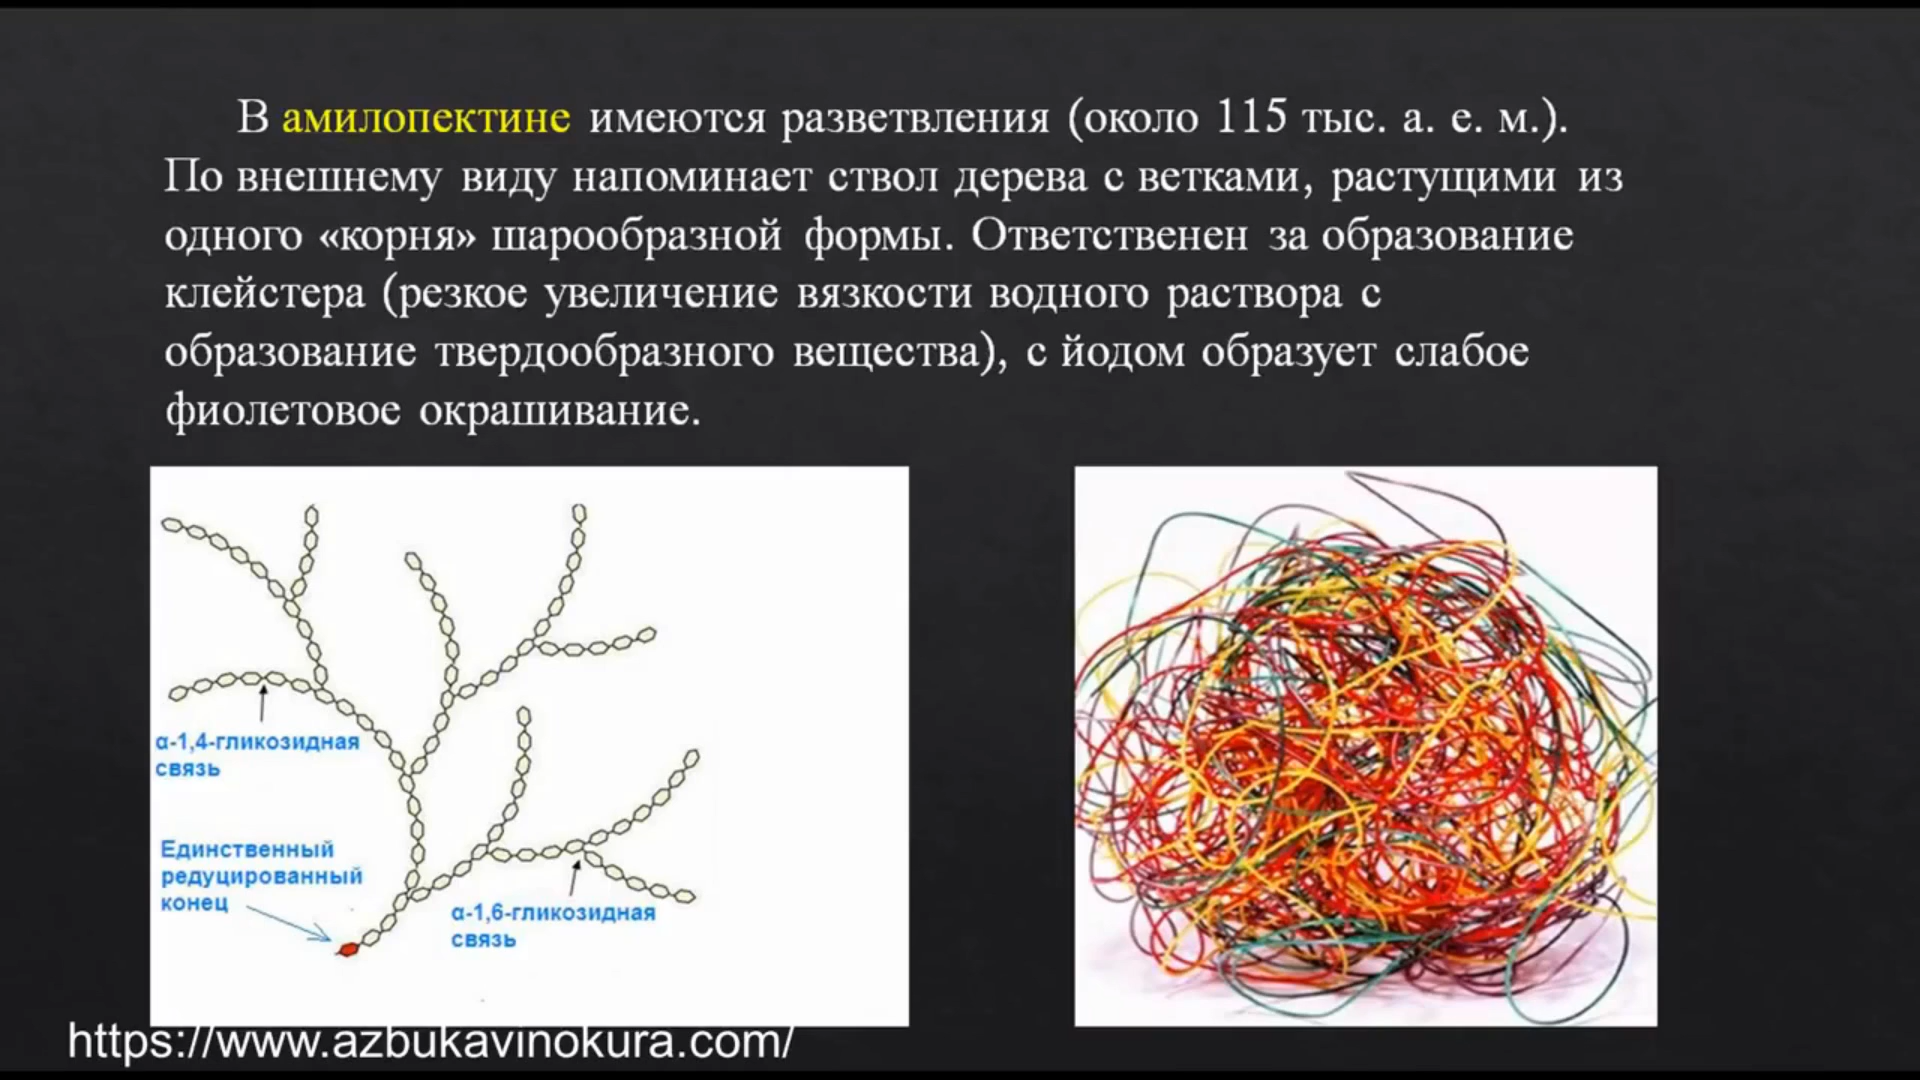 В амилопектине имеются разветвления (около 115 тыс. а. е. м.).
По внешнему виду напоминает ствол дерева с ветками, растущими из
одного «корня» шарообразной формы. Ответственен за образование
клейстера (резкое увеличение вязкости водного раствора с
образование твердообразного вещества), с йодом образует слабое
фиолетовое окрашивание.
α-1,4-гликозидная
связь
Единственный
редуцированный
конец
α-1,6-гликозидная
связь
https://www.azbukavinokura.com/